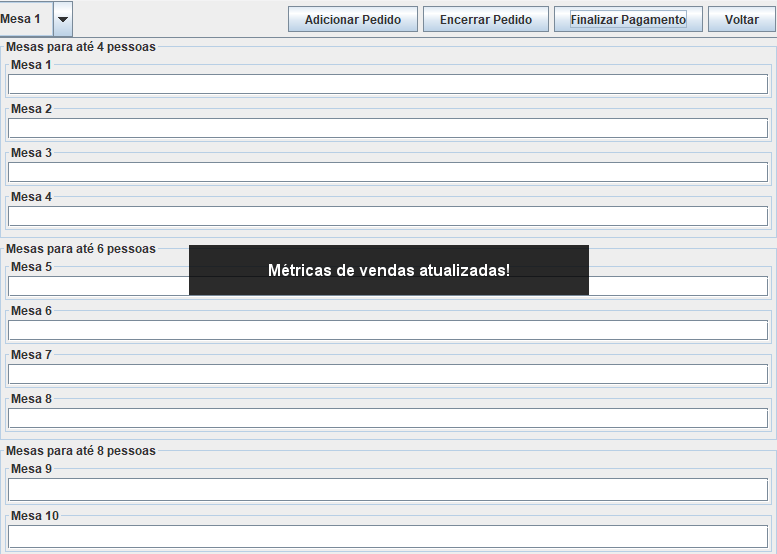 Mesa 1
Adicionar Pedido
Encerrar Pedido
Finalizar Pagamento
Voltar
Mesas para até 4 pessoas
Mesa 1
Mesa 2
Mesa 3
Mesa 4
Mesas para até 6 pessoas
Métricas de vendas atualizadas!
Mesa 5
Mesa 6
Mesa 7
Mesa 8
Mesas para até 8 pessoas
Mesa 9
Mesa 10